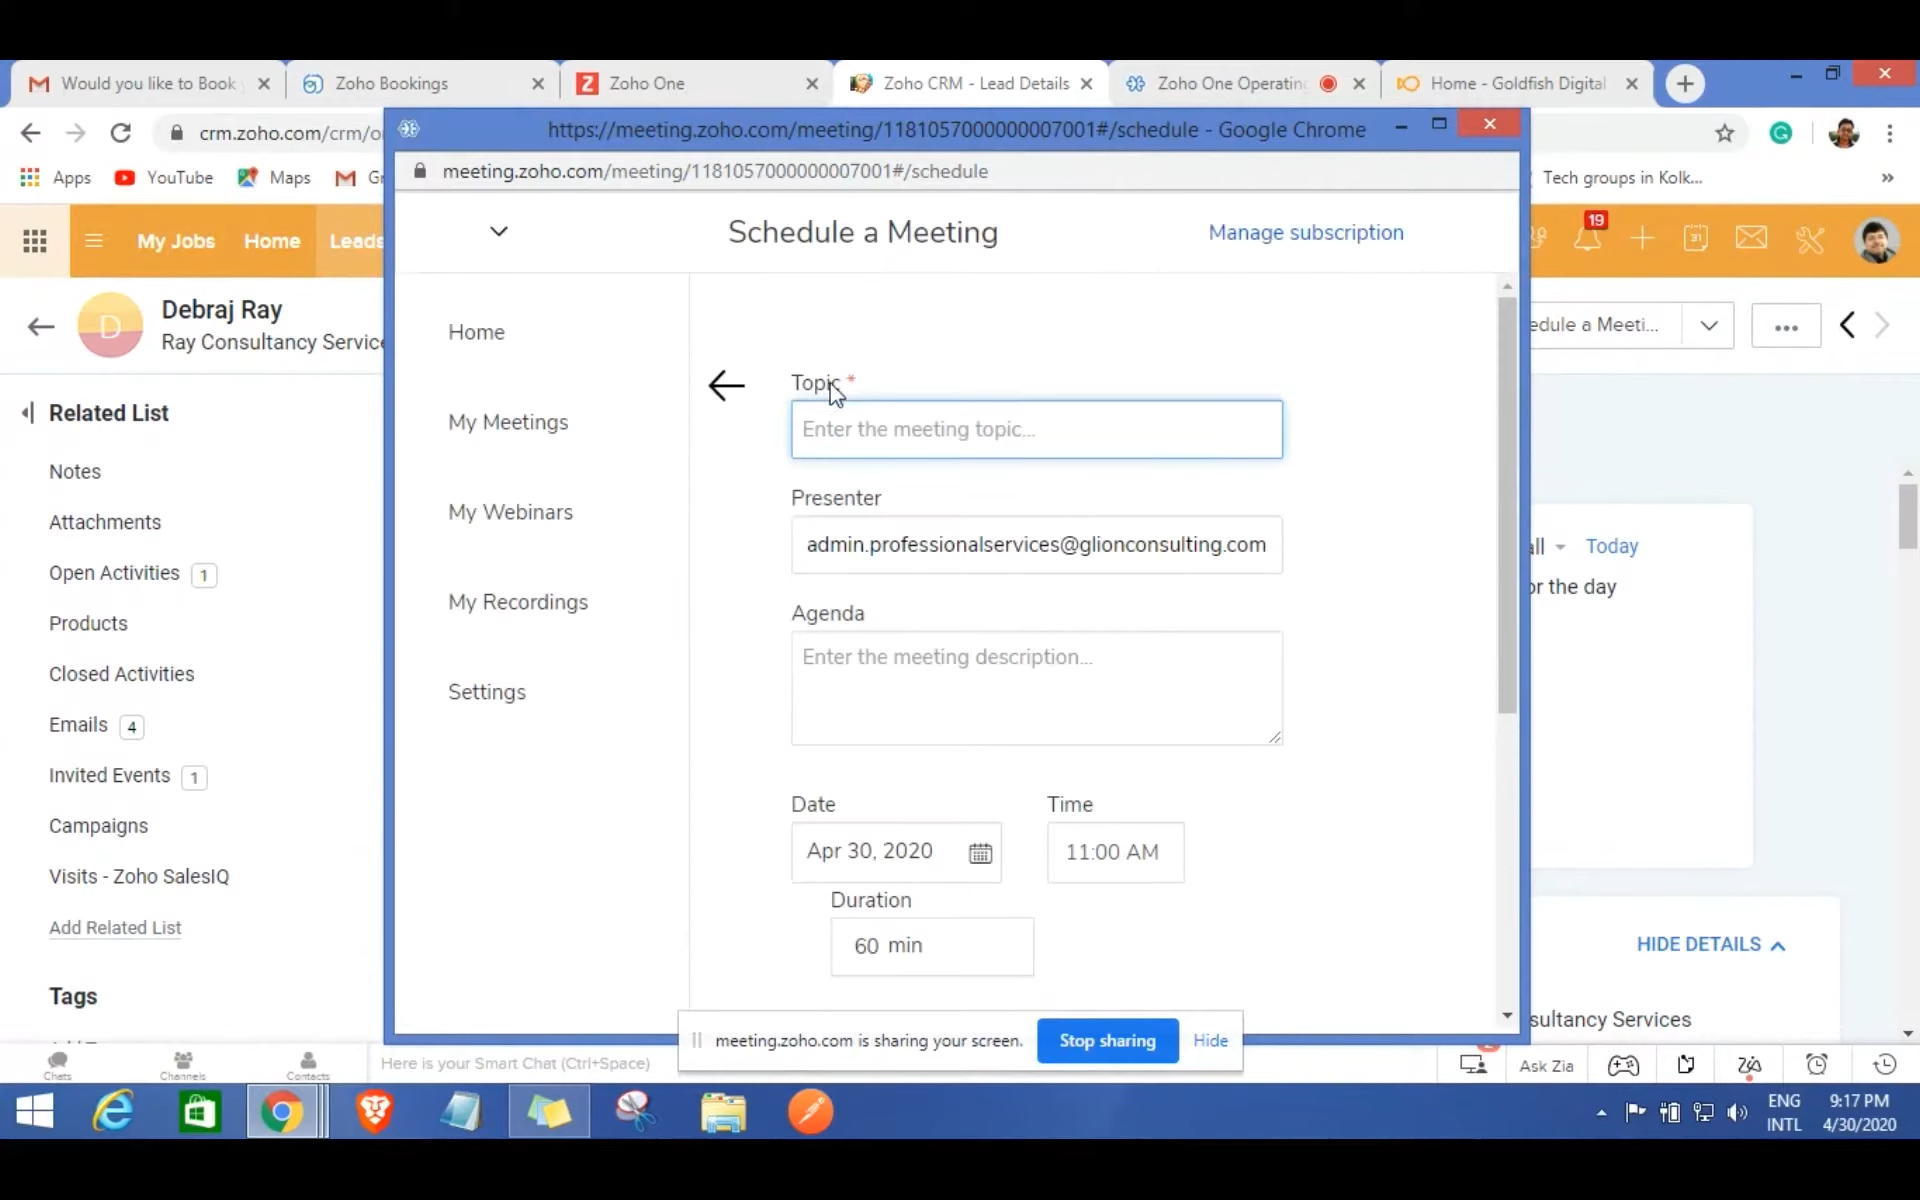 Would you like to Book
Zoho Bookings
Zoho One
Zoho CRM - Lead Details
Zoho One Operatin
Home - Goldfish Digital
crm.zoho.com/crm/o
https://meeting.zoho.com/meeting/1181057000000007001#/schedule - Google Chrome
Apps
YouTube
Maps
meeting.zoho.com/meeting/1181057000000007001#/schedule
Tech groups in Kolk...
»
My Jobs
Home
Leads
Schedule a Meeting
Manage subscription
19
31
D
Debraj Ray
Ray Consultancy Service
edule a Meeti...
...
Related List
Notes
Attachments
Open Activities 1
Products
Closed Activities
Emails 4
Invited Events 1
Campaigns
Visits - Zoho SalesIQ
Add Related List
Tags
Home
My Meetings
My Webinars
My Recordings
Settings
Topic *
Enter the meeting topic...
Presenter
admin.professionalservices@glionconsulting.com
Agenda
Enter the meeting description...
Date
Time
Apr 30, 2020
11:00 AM
Duration
60 min
all
Today
or the day
HIDE DETAILS
sultancy Services
meeting.zoho.com is sharing your screen.
Stop sharing
Hide
Chats
Channels
Contacts
Here is your Smart Chat (Ctrl+Space)
Ask Zia
ENG
INTL
9:17 PM
4/30/2020